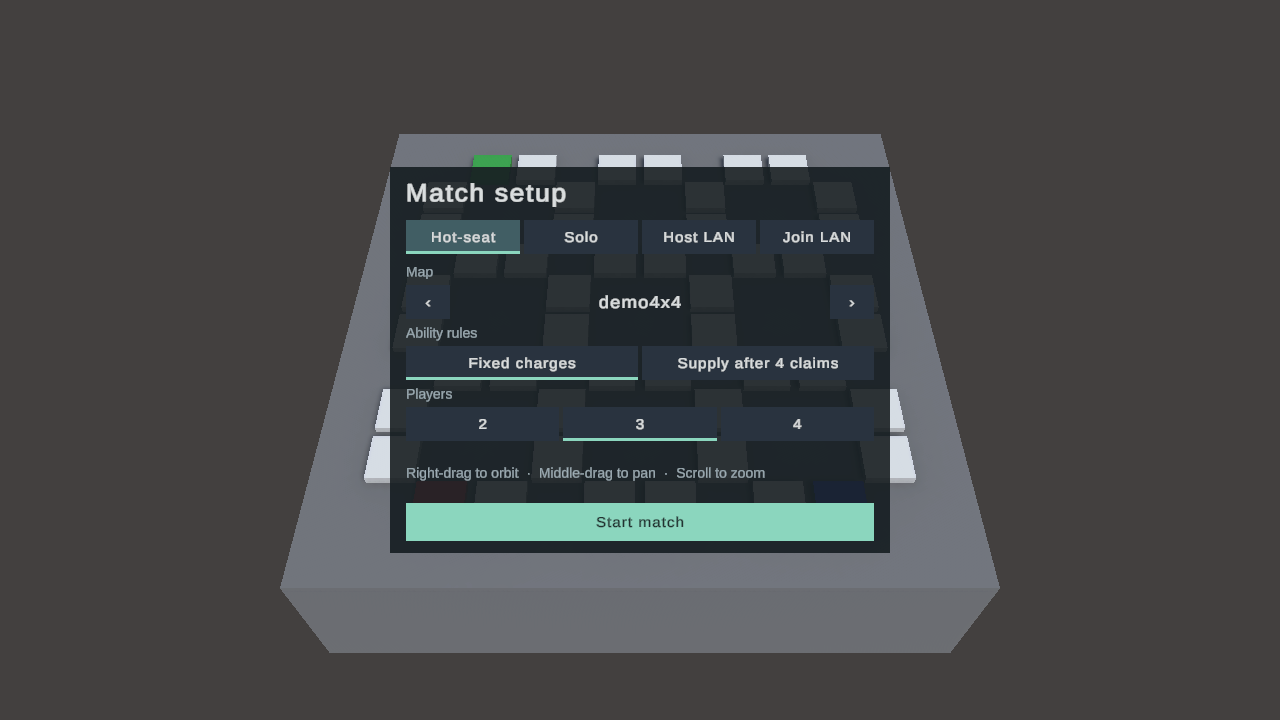 Match setup
Hot-seat Solo Host LAN Join LAN
Map
‹ demo4x4 ›
Ability rules
Fixed charges Supply after 4 claims
Players
2 3 4
Right-drag to orbit · Middle-drag to pan · Scroll to zoom
Start match